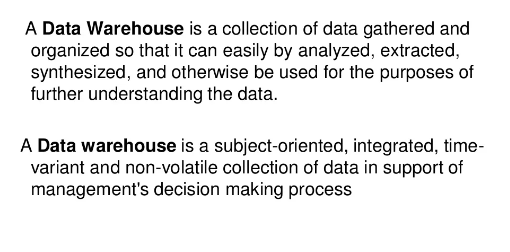 A Data Warehouse is a collection of data gathered and
organized so that it can easily by analyzed, extracted,
synthesized, and otherwise be used for the purposes of
further understanding the data.
A Data warehouse is a subject-oriented, integrated, time-
variant and non-volatile collection of data in support of
management's decision making process